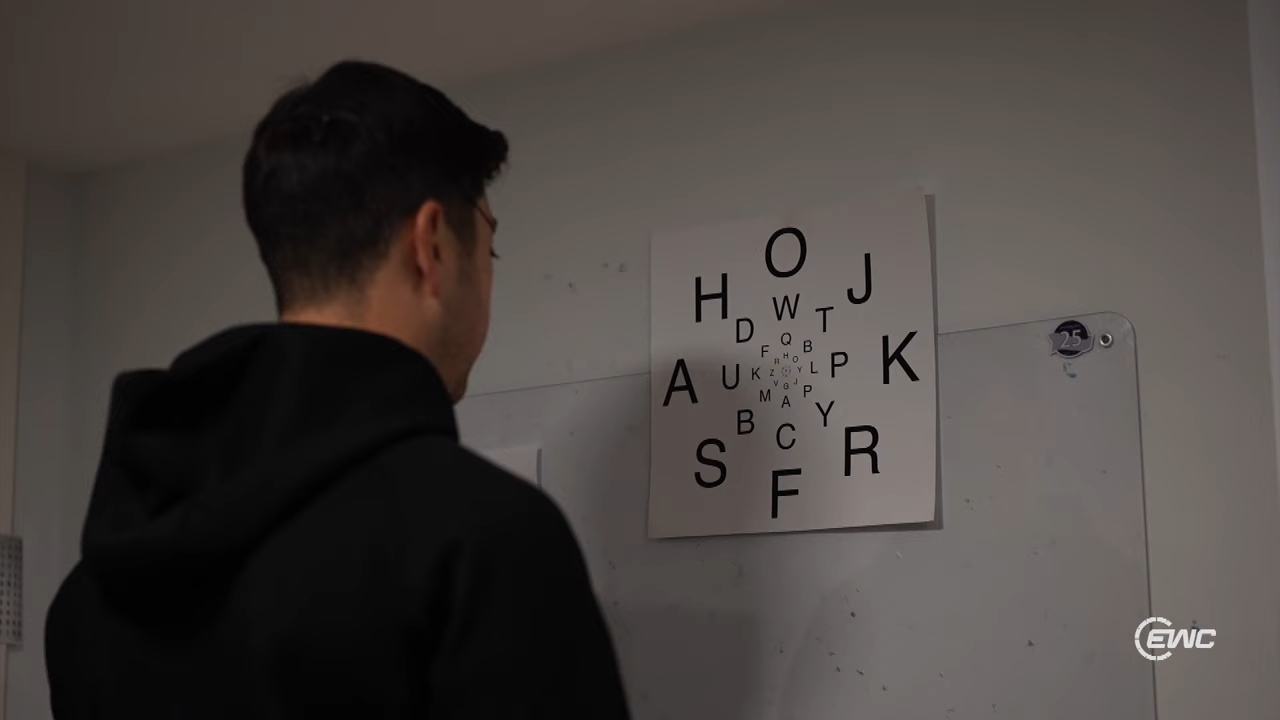 O
H J
W
D T
Q
F B
H O
R
A U K Z Y L P K
V G J
M A P
B C Y
S R
F
25
EWC